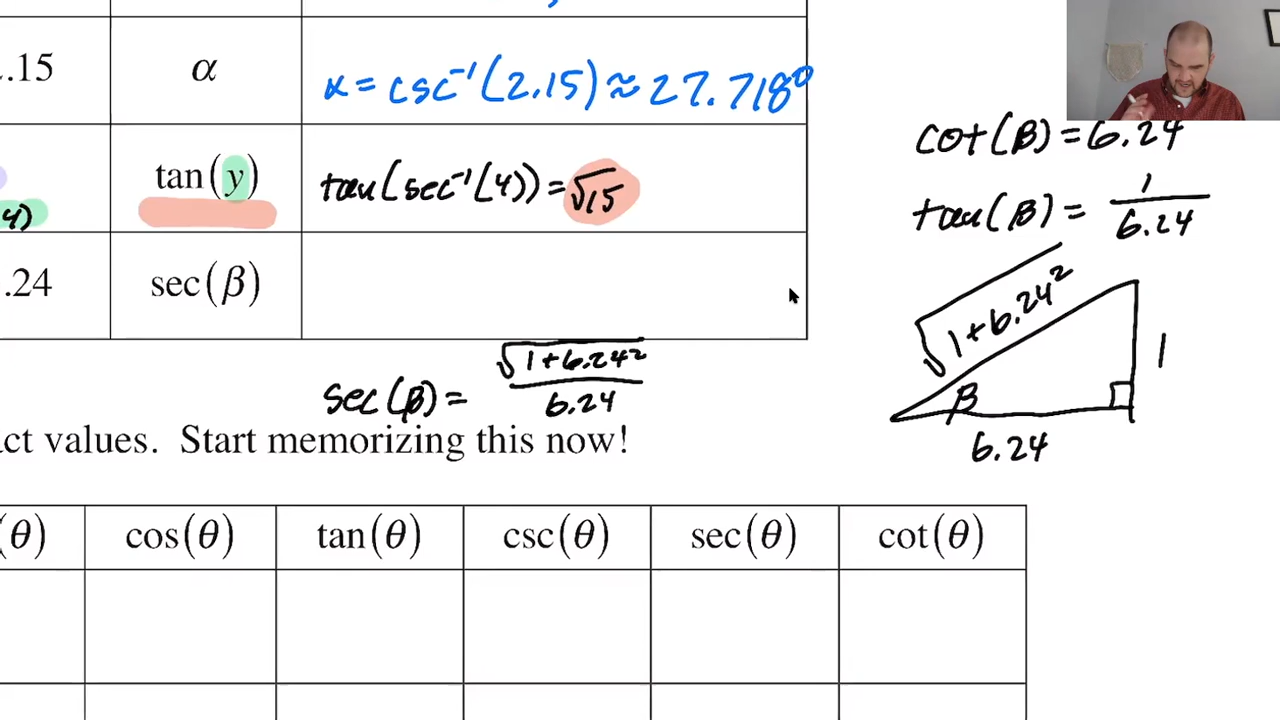 .15
α
α = csc⁻¹(2.15) ≈ 27.718°
cot(β) = 6.24
tan(β) = 1/6.24
4)
tan(y)
tan(sec⁻¹(4)) = √15
.24
sec(β)
√(1+6.24²)
1
β
6.24
sec(β) = √(1+6.24²)/6.24
act values. Start memorizing this now!
(θ)
cos(θ)
tan(θ)
csc(θ)
sec(θ)
cot(θ)